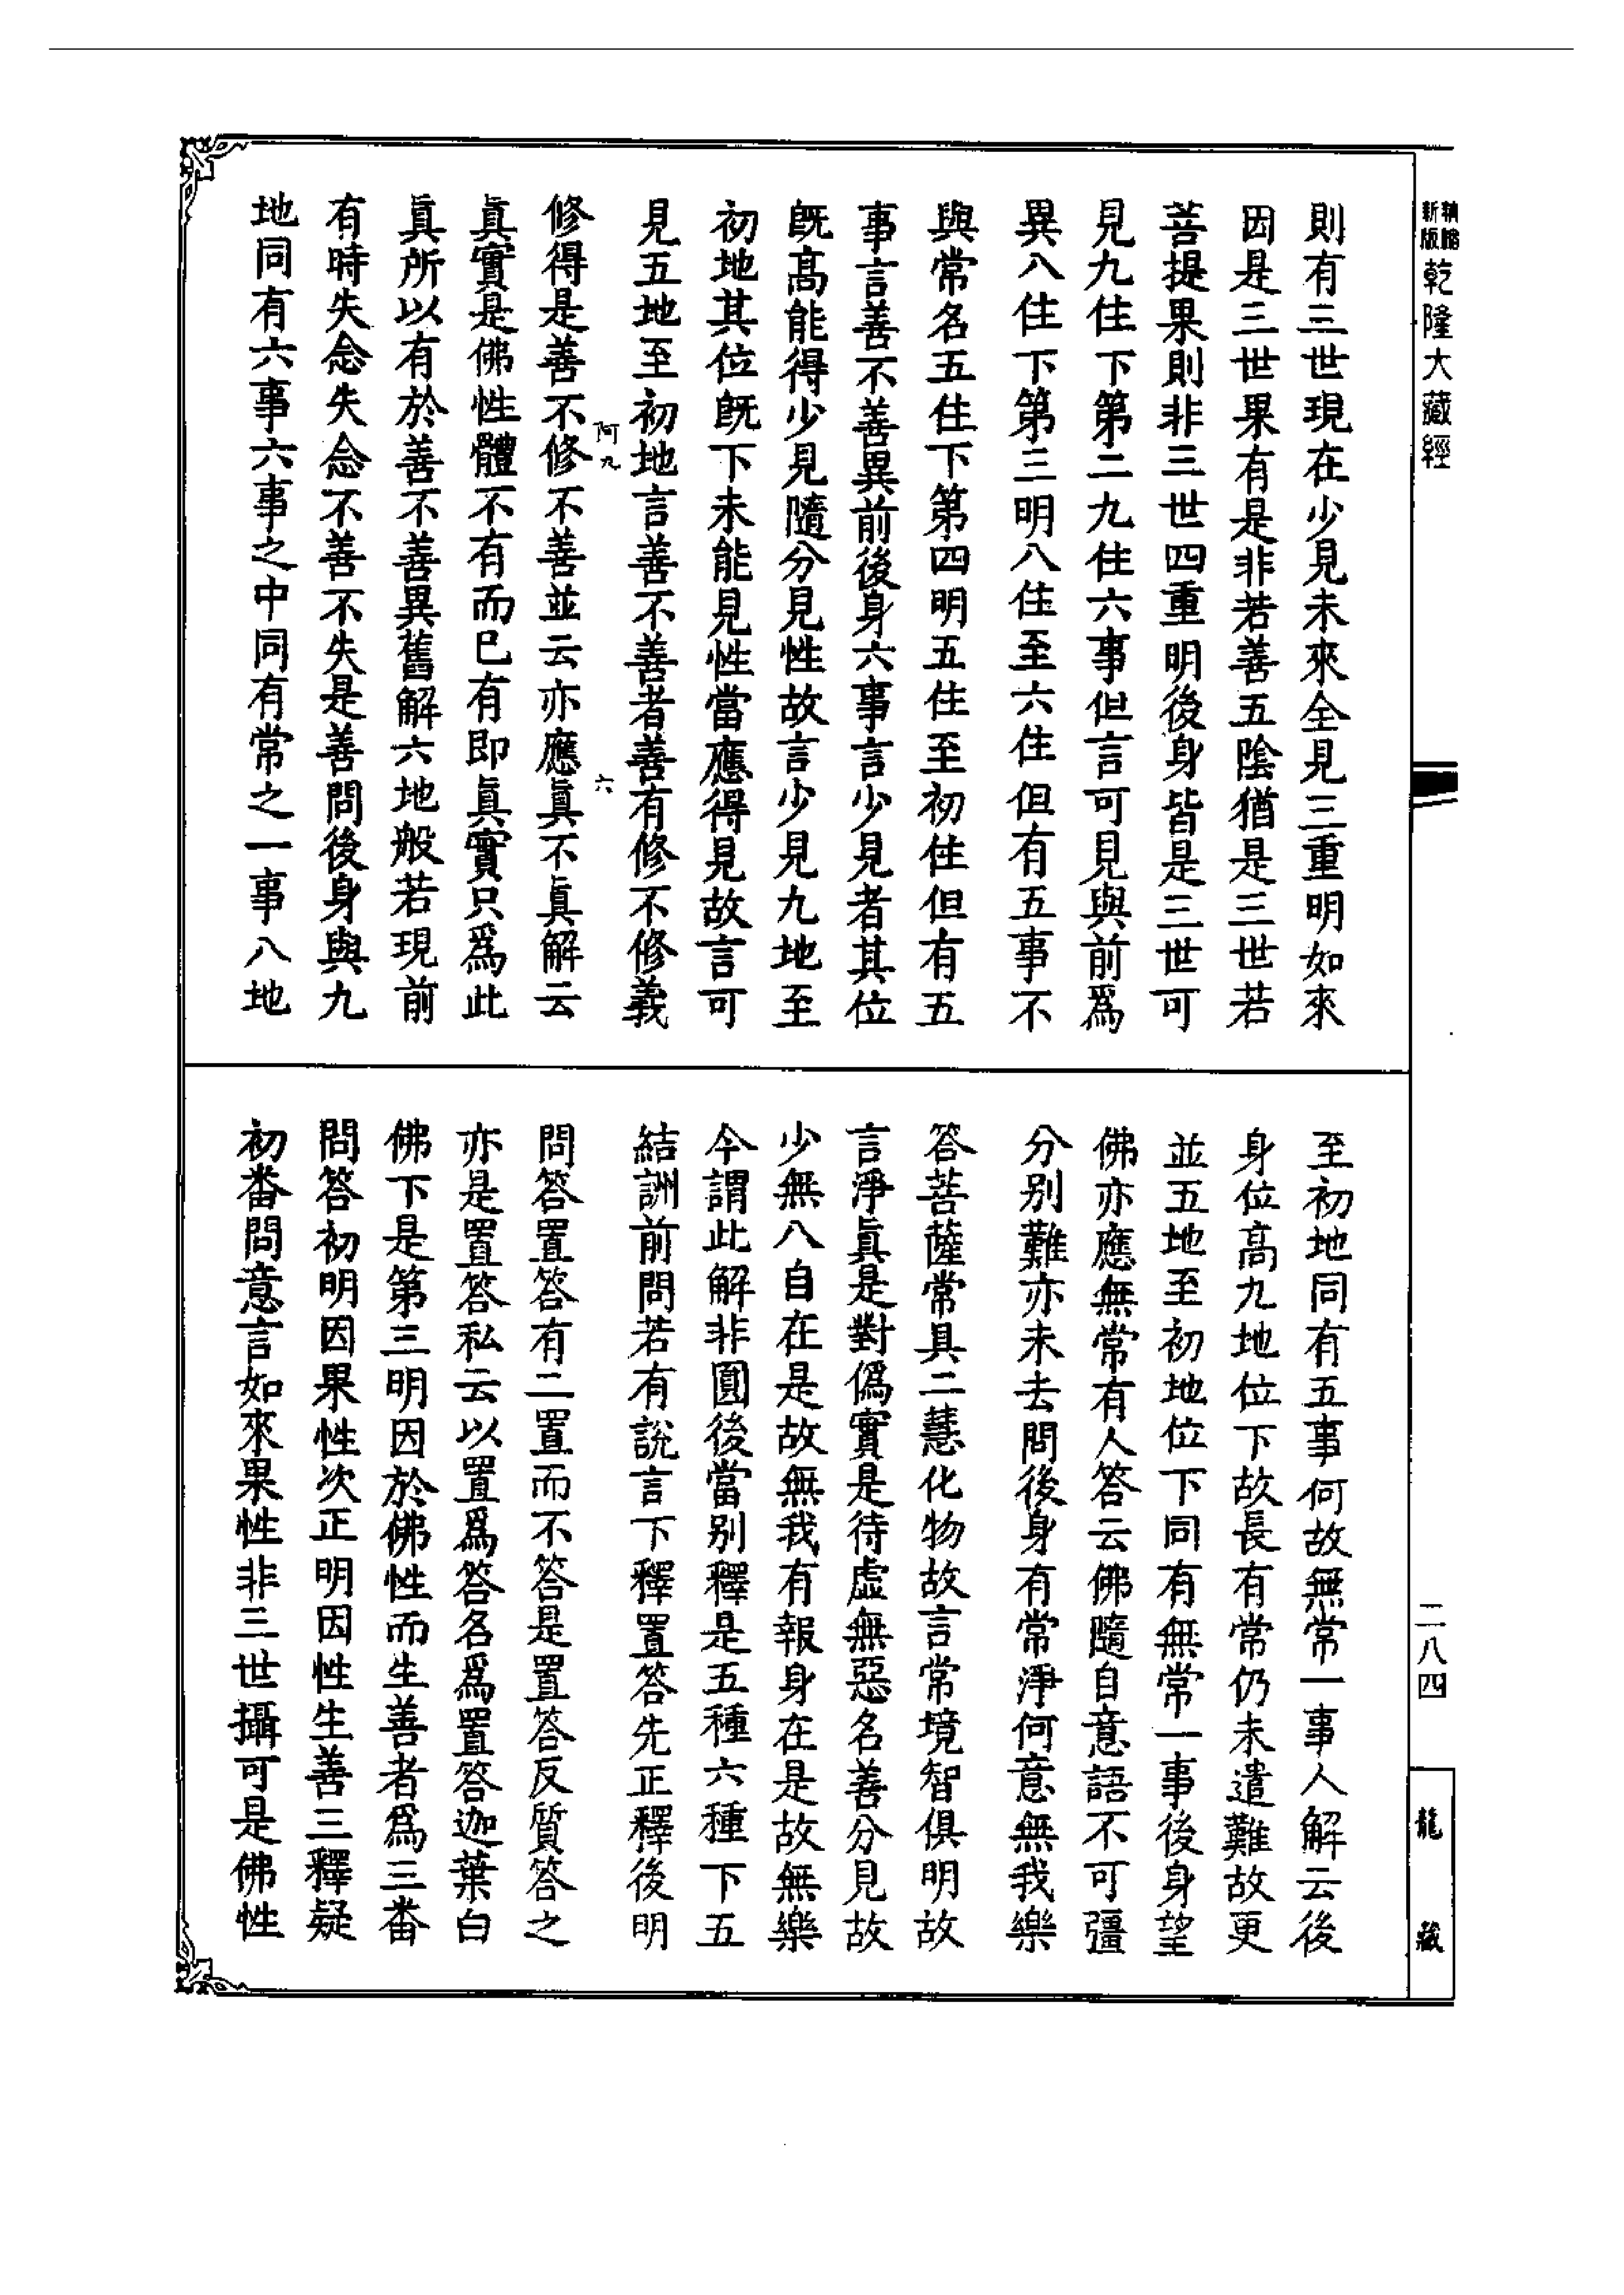 新版
乾隆大藏經
則有三世現在少見未來全見三重明如來
因是三世果有是非若善五陰猶是三世若
菩提果則非三世四重明後身皆是三世可
見九住下第二九住六事但言可見與前爲
異八住下第三明八住至六住但有五事不
與常名五住下第四明五住至初住但有五
事言善不善異前後身六事言少見者其位
旣高能得少見隨分見性故言少見九地至
初地其位旣下未能見性當應得見故言可
見五地至初地言善不善者善有修不修義
阿九
六
修得是善不修不善並云亦應眞不眞解云
眞實是佛性體不有而巳有即眞實只爲此
眞所以有於善不善異舊解六地般若現前
有時失念失念不善不失是善問後身與九
地同有六事六事之中同有常之一事八地
至初地同有五事何故無常一事人解云後
身位高九地位下故長有常仍未遣難故更
並五地至初地位下同有無常一事後身望
佛亦應無常有人答云佛隨自意語不可彊
分別難亦未去問後身有常淨何意無我樂
答菩薩常具二慧化物故言常境智俱明故
言淨眞是對僞實是待虛無惡名善分見故
少無八自在是故無我有報身在是故無樂
今謂此解非圓後當別釋是五種六種下五
結訓前問若有說言下釋置答先正釋後明
問答置答有二置而不答是置答反質答之
亦是置答私云以置爲答名爲置答迦葉白
佛下是第三明因於佛性而生善者爲三番
問答初明因果性次正明因性生善三釋疑
初番問意言如來果性非三世攝可是佛性
二八四
龍藏